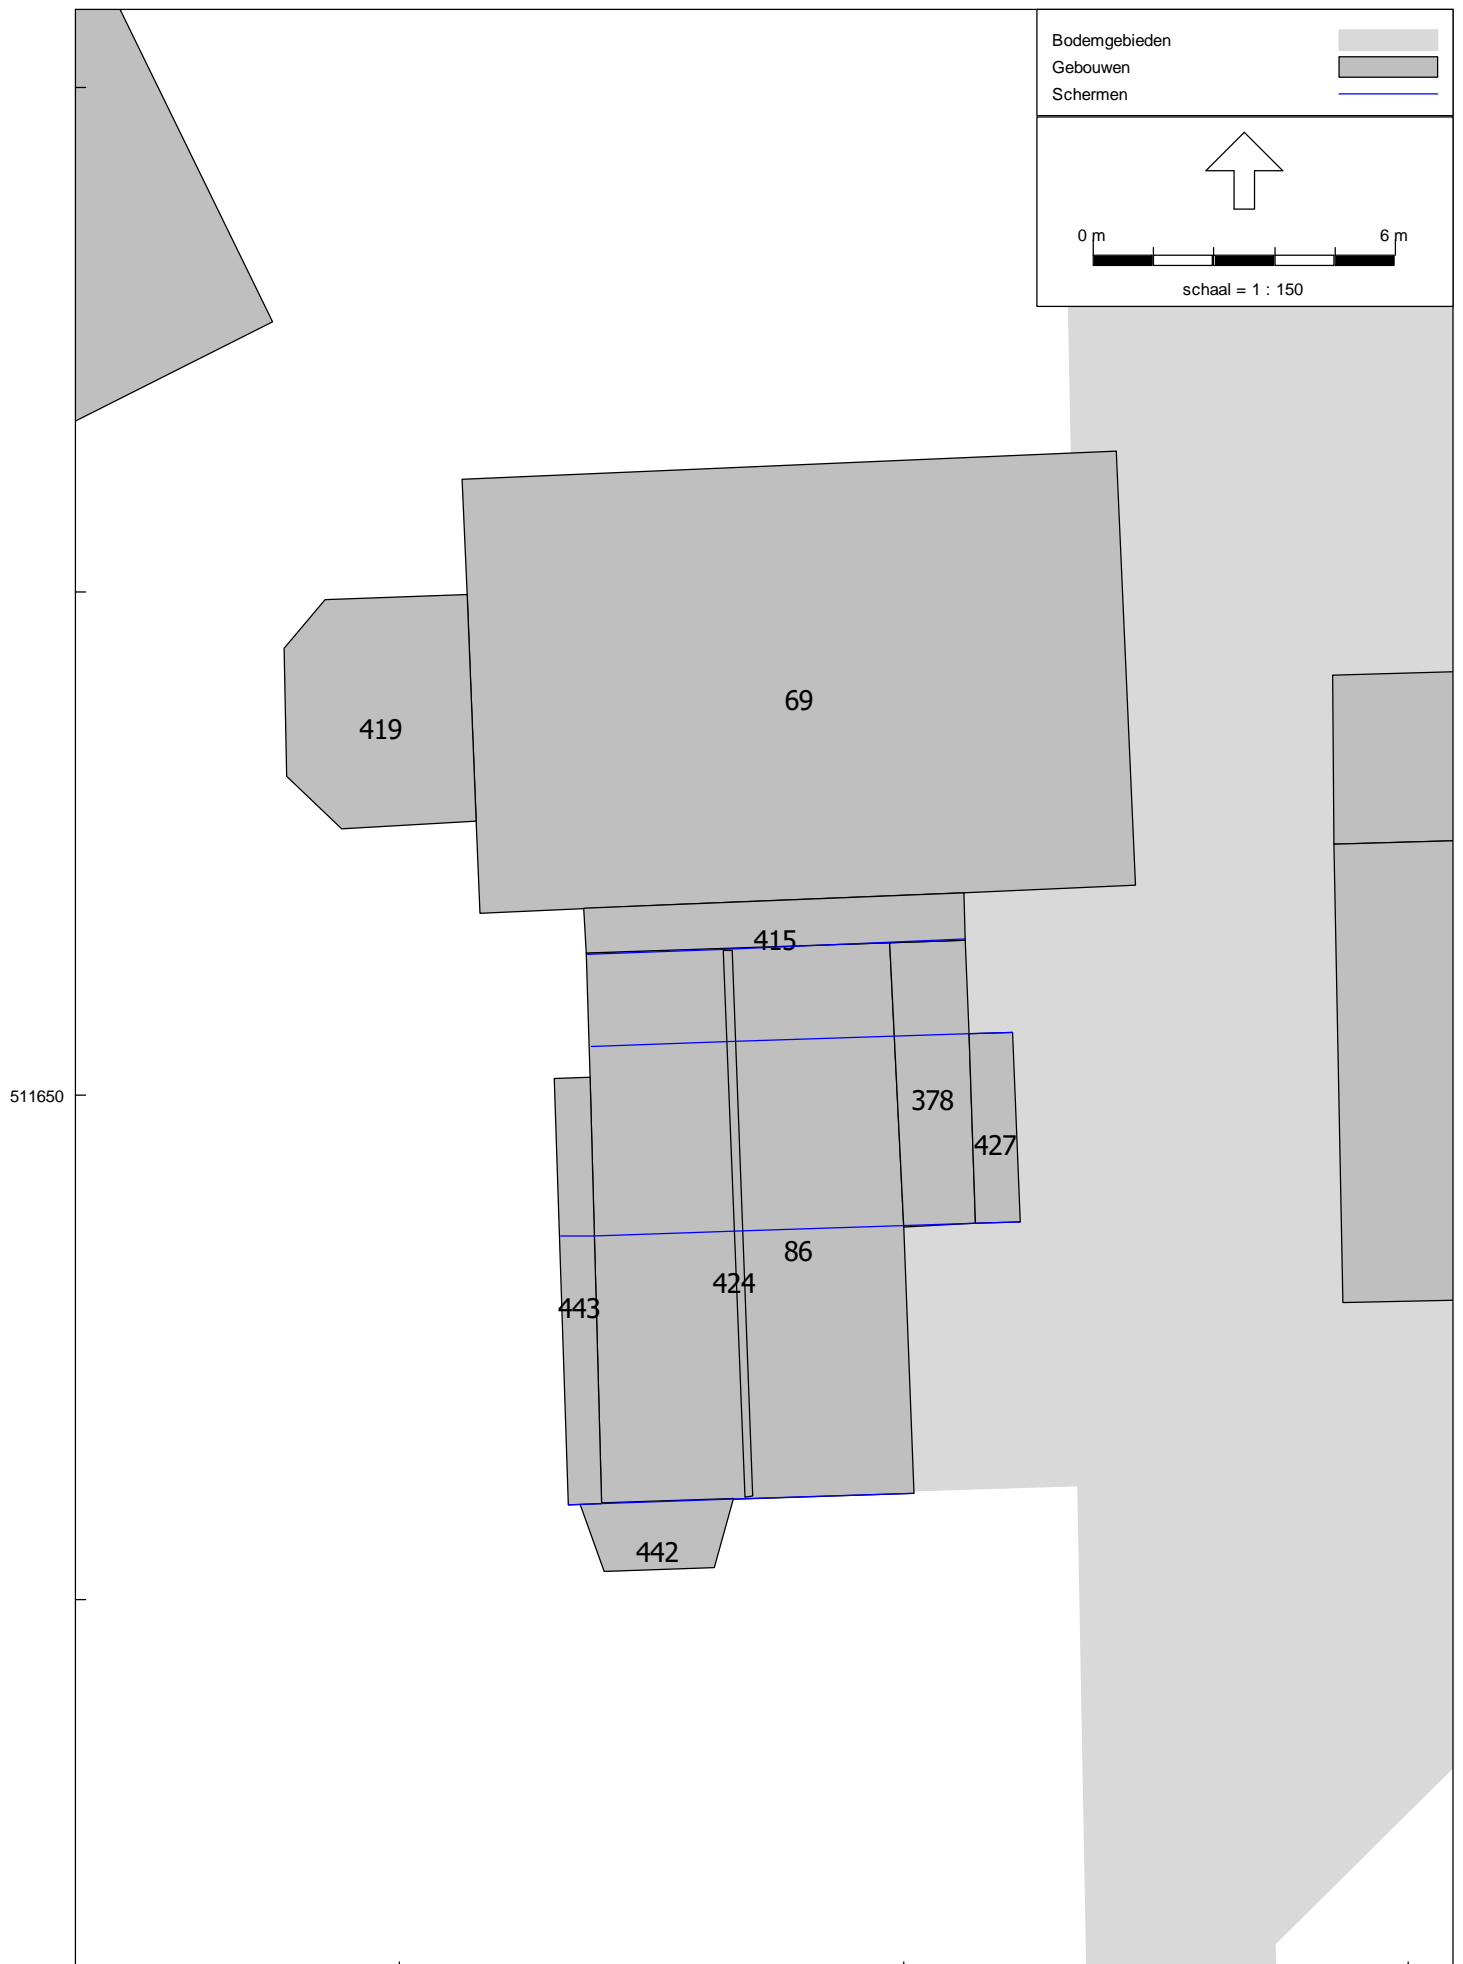 Bodemgebieden
Gebouwen
Schermen
0 m 6 m
schaal = 1 : 150
69
419
415
511650
378
427
86
424
443
442